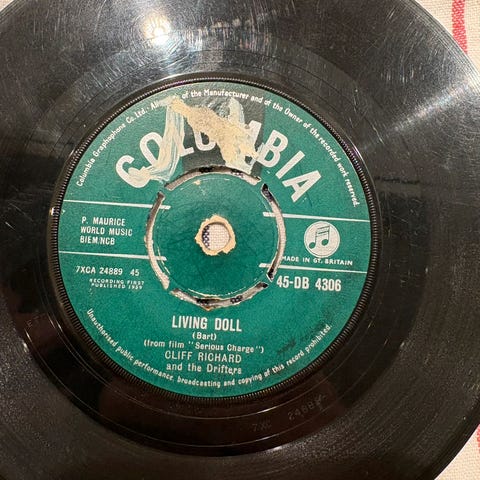 Columbia Graphophone Co. Ltd. All of the Manufacturer and of the Owner of the recorded work reserved.
COLUMBIA
P. MAURICE
WORLD MUSIC
BIEM/NCB
MADE IN GT. BRITAIN
7XCA 24889 45
RECORDING FIRST
PUBLISHED 1959
45-DB 4306
LIVING DOLL
(Bart)
(from film "Serious Charge")
CLIFF RICHARD
and the Drifters
Unauthorised public performance, broadcasting and copying of this record prohibited.
7XC 2488